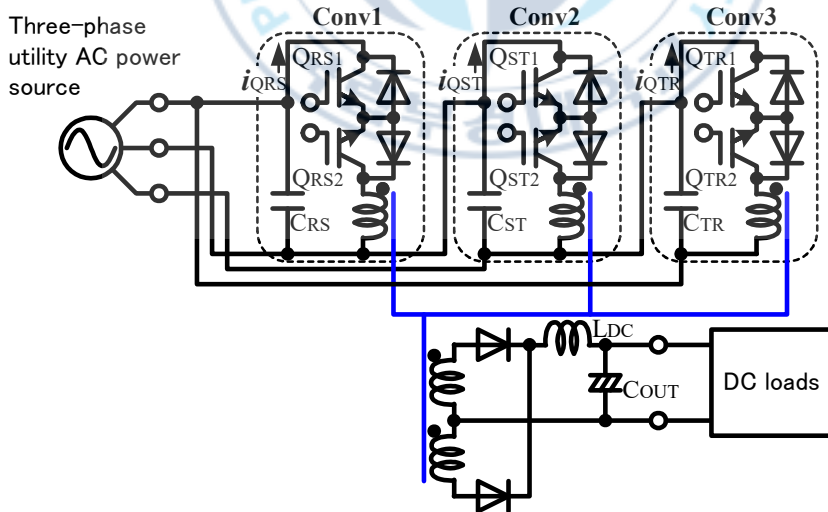 Three-phase
utility AC power
source
Conv1
Conv2
Conv3
QRS1
iQRS
QRS2
CRS
QST1
iQST
QST2
CST
QTR1
iQTR
QTR2
CTR
LDC
COUT
DC loads